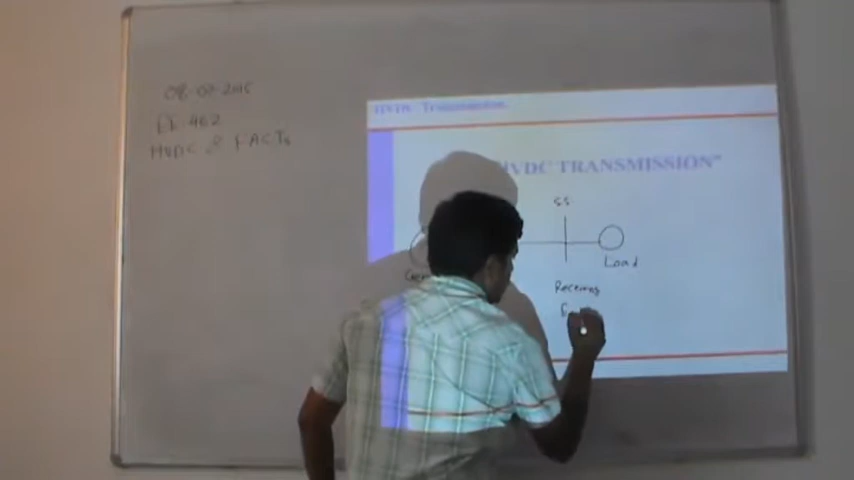 08-07-2015
EE-462
HVDC & FACTs
HVDC Transmission
HVDC TRANSMISSION"
SS
Load
Receiving